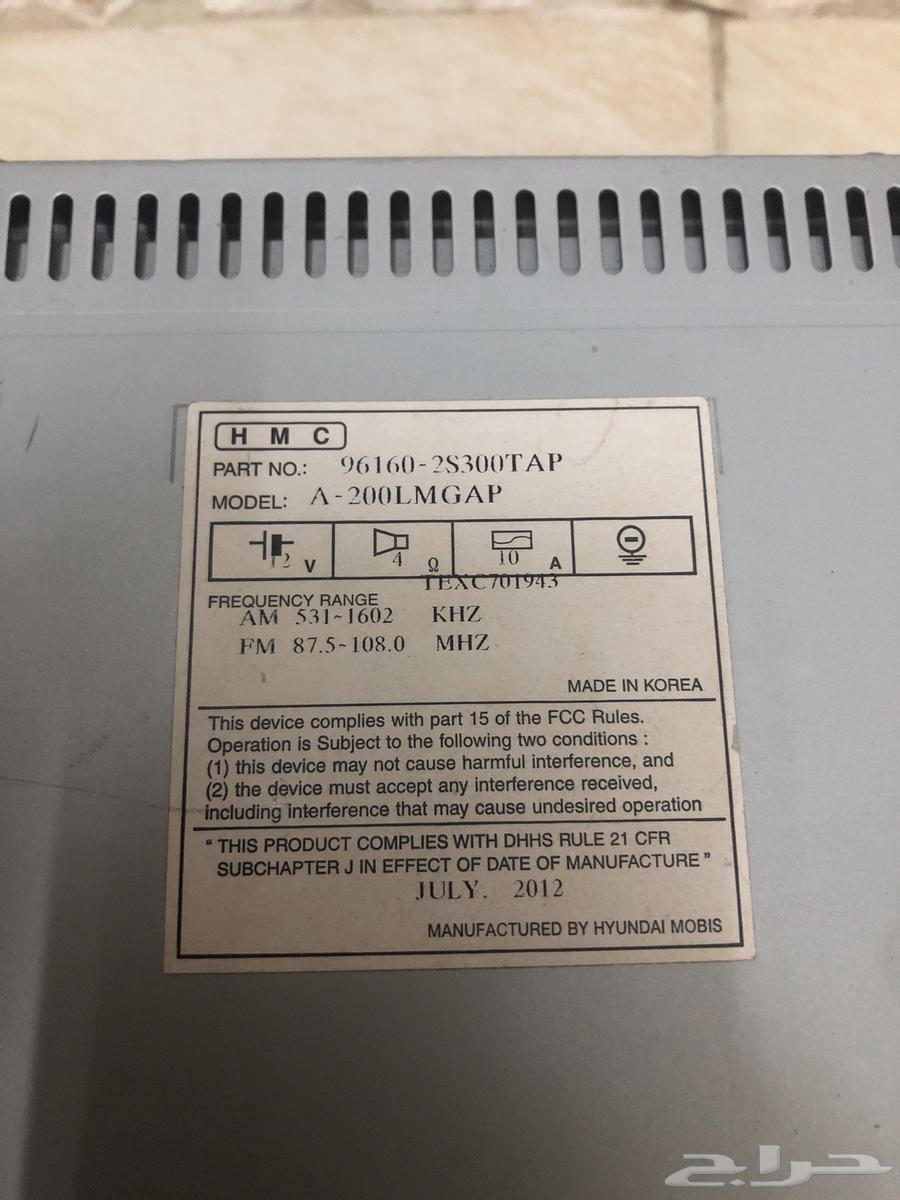 HMC
PART NO.: 96160-2S300TAP
MODEL: A-200LMGAP
12 V 4 Ω 10 A
TEXC701943
FREQUENCY RANGE
AM 531~1602 KHZ
FM 87.5~108.0 MHZ
MADE IN KOREA
This device complies with part 15 of the FCC Rules.
Operation is Subject to the following two conditions :
(1) this device may not cause harmful interference, and
(2) the device must accept any interference received,
including interference that may cause undesired operation
“ THIS PRODUCT COMPLIES WITH DHHS RULE 21 CFR
SUBCHAPTER J IN EFFECT OF DATE OF MANUFACTURE ”
JULY. 2012
MANUFACTURED BY HYUNDAI MOBIS
حراج